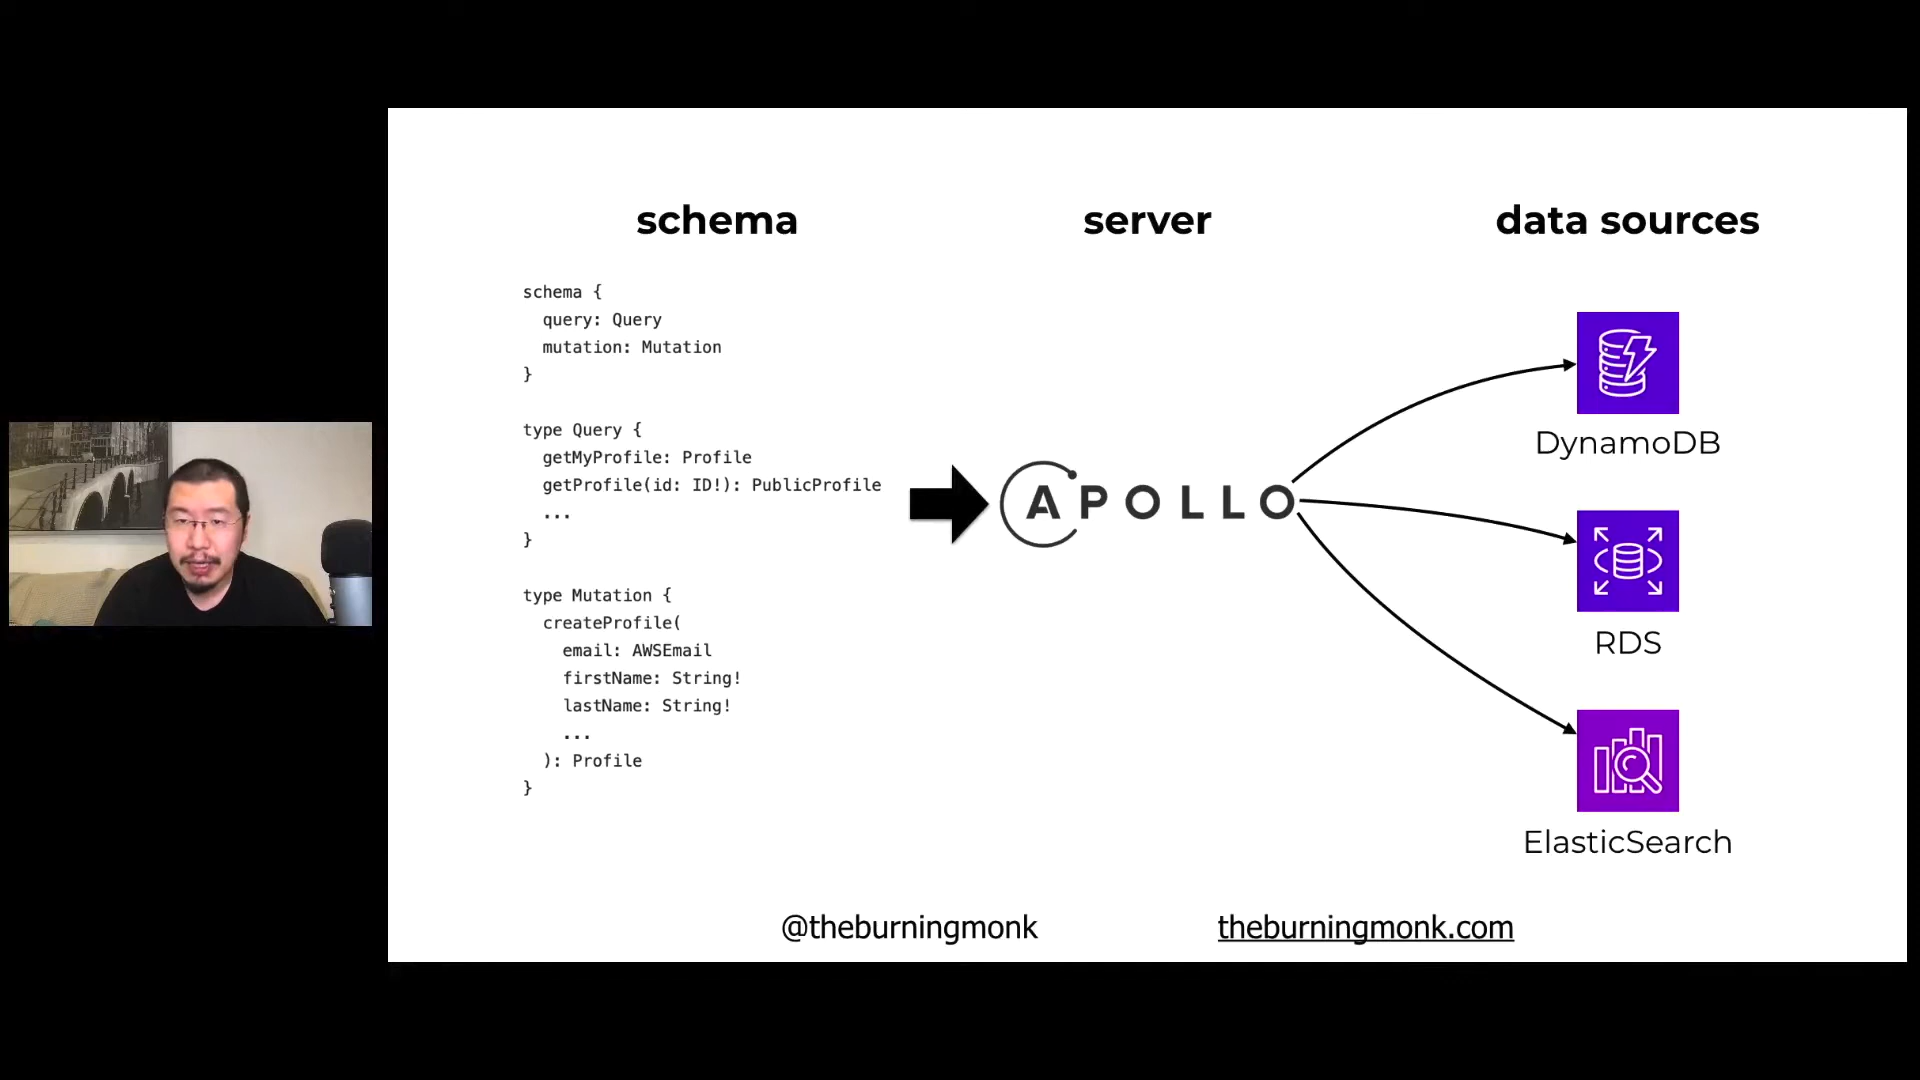 schema
schema {
query: Query
mutation: Mutation
}
type Query {
getMyProfile: Profile
getProfile(id: ID!): PublicProfile
...
}
type Mutation {
createProfile(
email: AWSEmail
firstName: String!
lastName: String!
...
): Profile
}
server
APOLLO
data sources
DynamoDB
RDS
ElasticSearch
@theburningmonk
theburningmonk.com